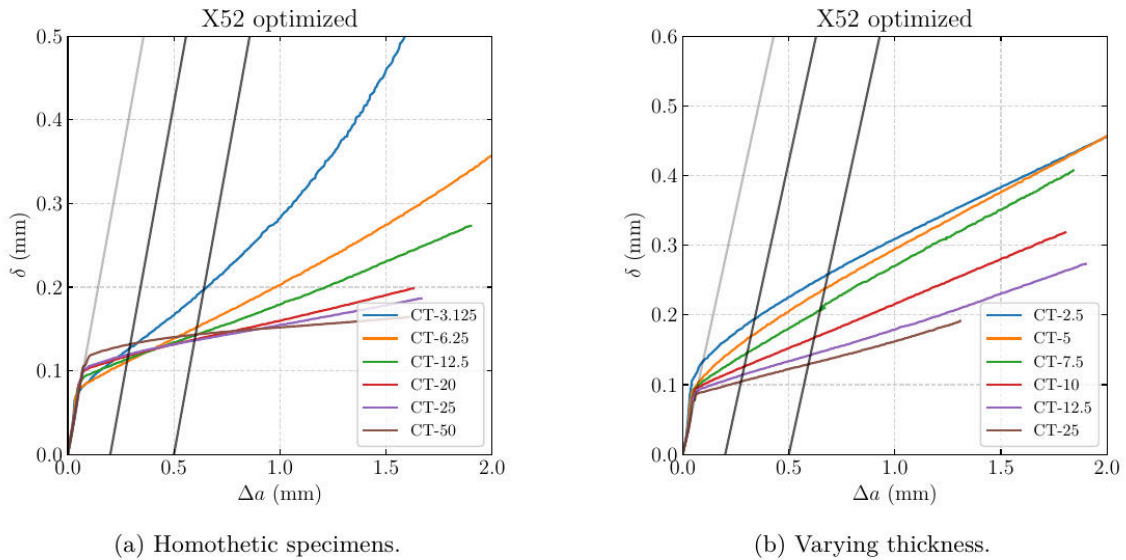 X52 optimized
0.5
0.4
0.3
0.2
0.1
0.0
δ (mm)
0.0 0.5 1.0 1.5 2.0
Δa (mm)
CT-3.125
CT-6.25
CT-12.5
CT-20
CT-25
CT-50
(a) Homothetic specimens.
X52 optimized
0.6
0.5
0.4
0.3
0.2
0.1
0.0
δ (mm)
0.0 0.5 1.0 1.5 2.0
Δa (mm)
CT-2.5
CT-5
CT-7.5
CT-10
CT-12.5
CT-25
(b) Varying thickness.